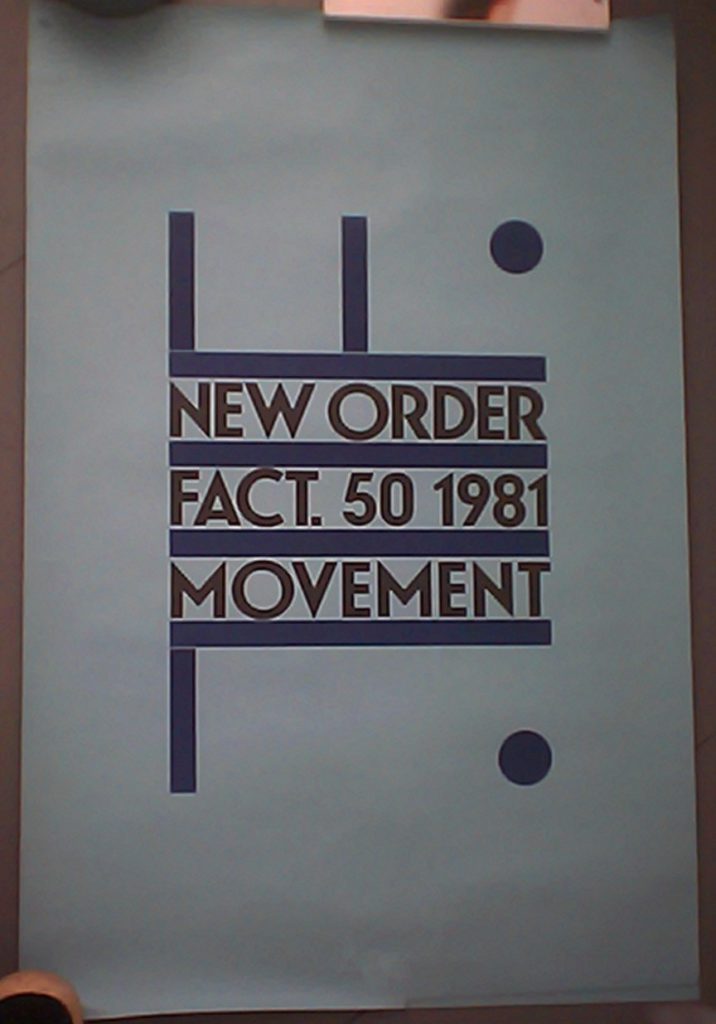 NEW ORDER
FACT. 50 1981
MOVEMENT